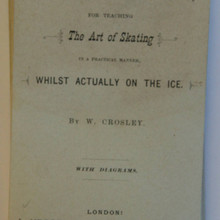 FOR TEACHING
The Art of Skating
IN A PRACTICAL MANNER,
WHILST ACTUALLY ON THE ICE.
BY W. CROSLEY.
WITH DIAGRAMS.
LONDON: